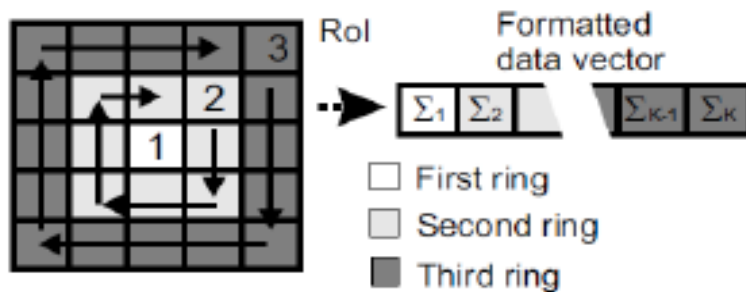 3
2
1
RoI
Formatted
data vector
Σ1 Σ2 ΣK-1 ΣK
First ring
Second ring
Third ring